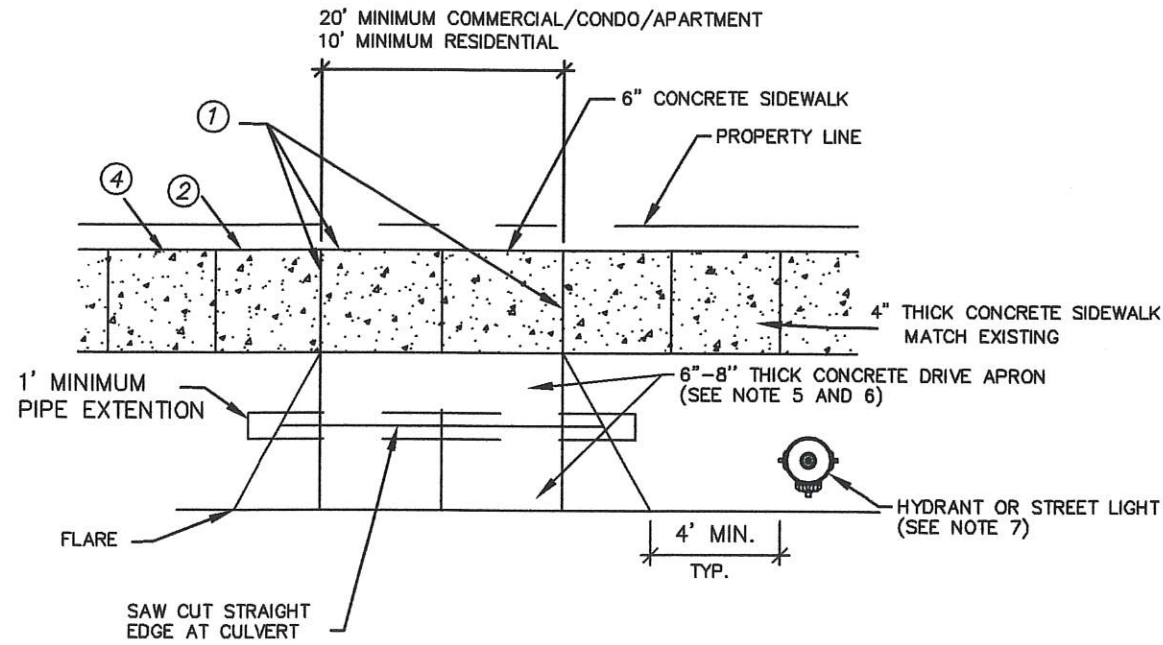 20' MINIMUM COMMERCIAL/CONDO/APARTMENT
10' MINIMUM RESIDENTIAL
6" CONCRETE SIDEWALK
1
PROPERTY LINE
4
2
4" THICK CONCRETE SIDEWALK
MATCH EXISTING
1' MINIMUM
PIPE EXTENTION
6"-8" THICK CONCRETE DRIVE APRON
(SEE NOTE 5 AND 6)
HYDRANT OR STREET LIGHT
(SEE NOTE 7)
FLARE
4' MIN.
TYP.
SAW CUT STRAIGHT
EDGE AT CULVERT